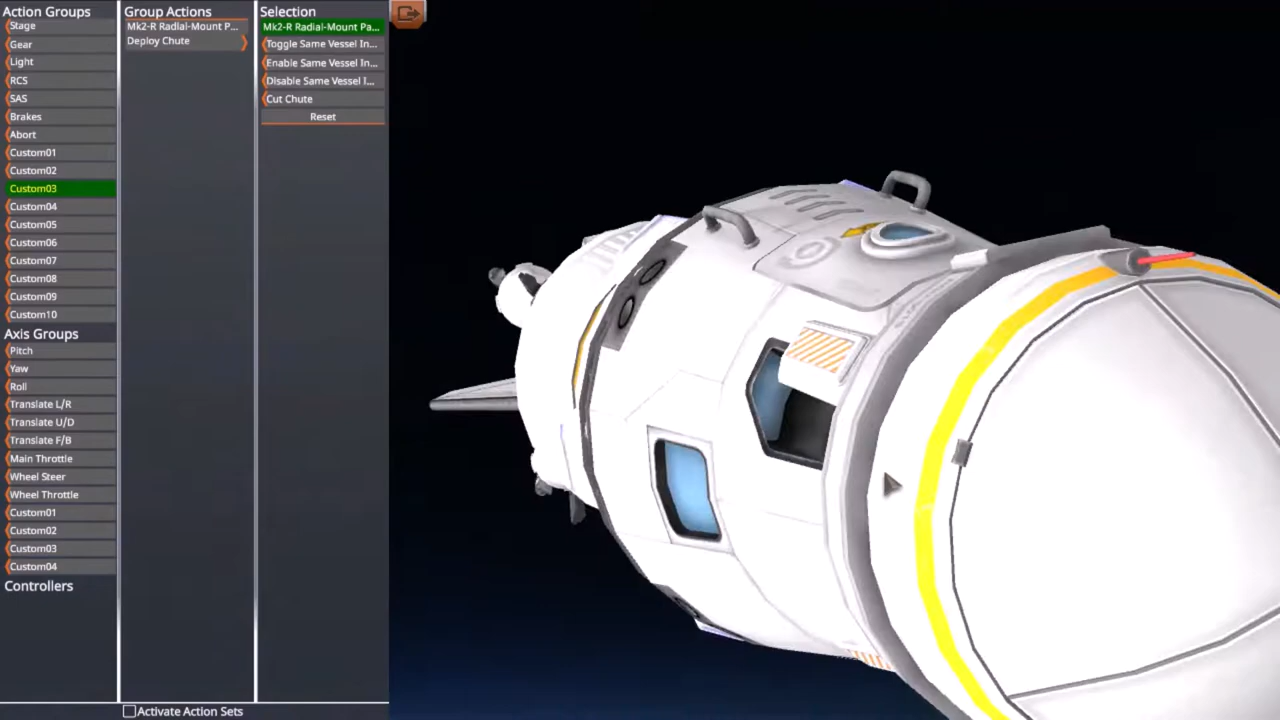 Action Groups
Stage
Gear
Light
RCS
SAS
Brakes
Abort
Custom01
Custom02
Custom03
Custom04
Custom05
Custom06
Custom07
Custom08
Custom09
Custom10
Axis Groups
Pitch
Yaw
Roll
Translate L/R
Translate U/D
Translate F/B
Main Throttle
Wheel Steer
Wheel Throttle
Custom01
Custom02
Custom03
Custom04
Controllers
Group Actions
Mk2-R Radial-Mount P...
Deploy Chute
Selection
Mk2-R Radial-Mount Pa...
Toggle Same Vessel In...
Enable Same Vessel In...
Disable Same Vessel I...
Cut Chute
Reset
Activate Action Sets